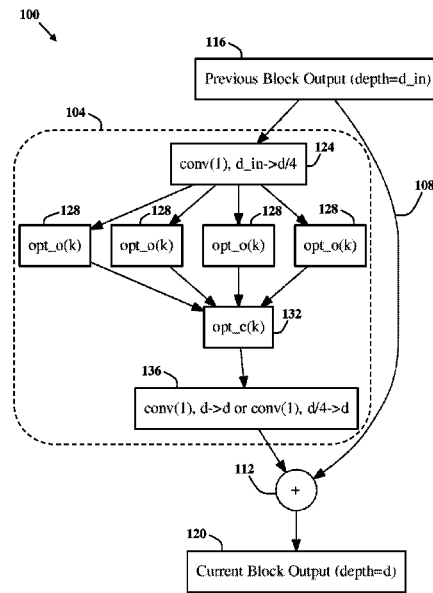 100
116
Previous Block Output (depth=d_in)
104
124
conv(1), d_in->d/4
108
128
128
128
128
opt_o(k)
opt_o(k)
opt_o(k)
opt_o(k)
opt_c(k)
132
136
conv(1), d->d or conv(1), d/4->d
112
+
120
Current Block Output (depth=d)